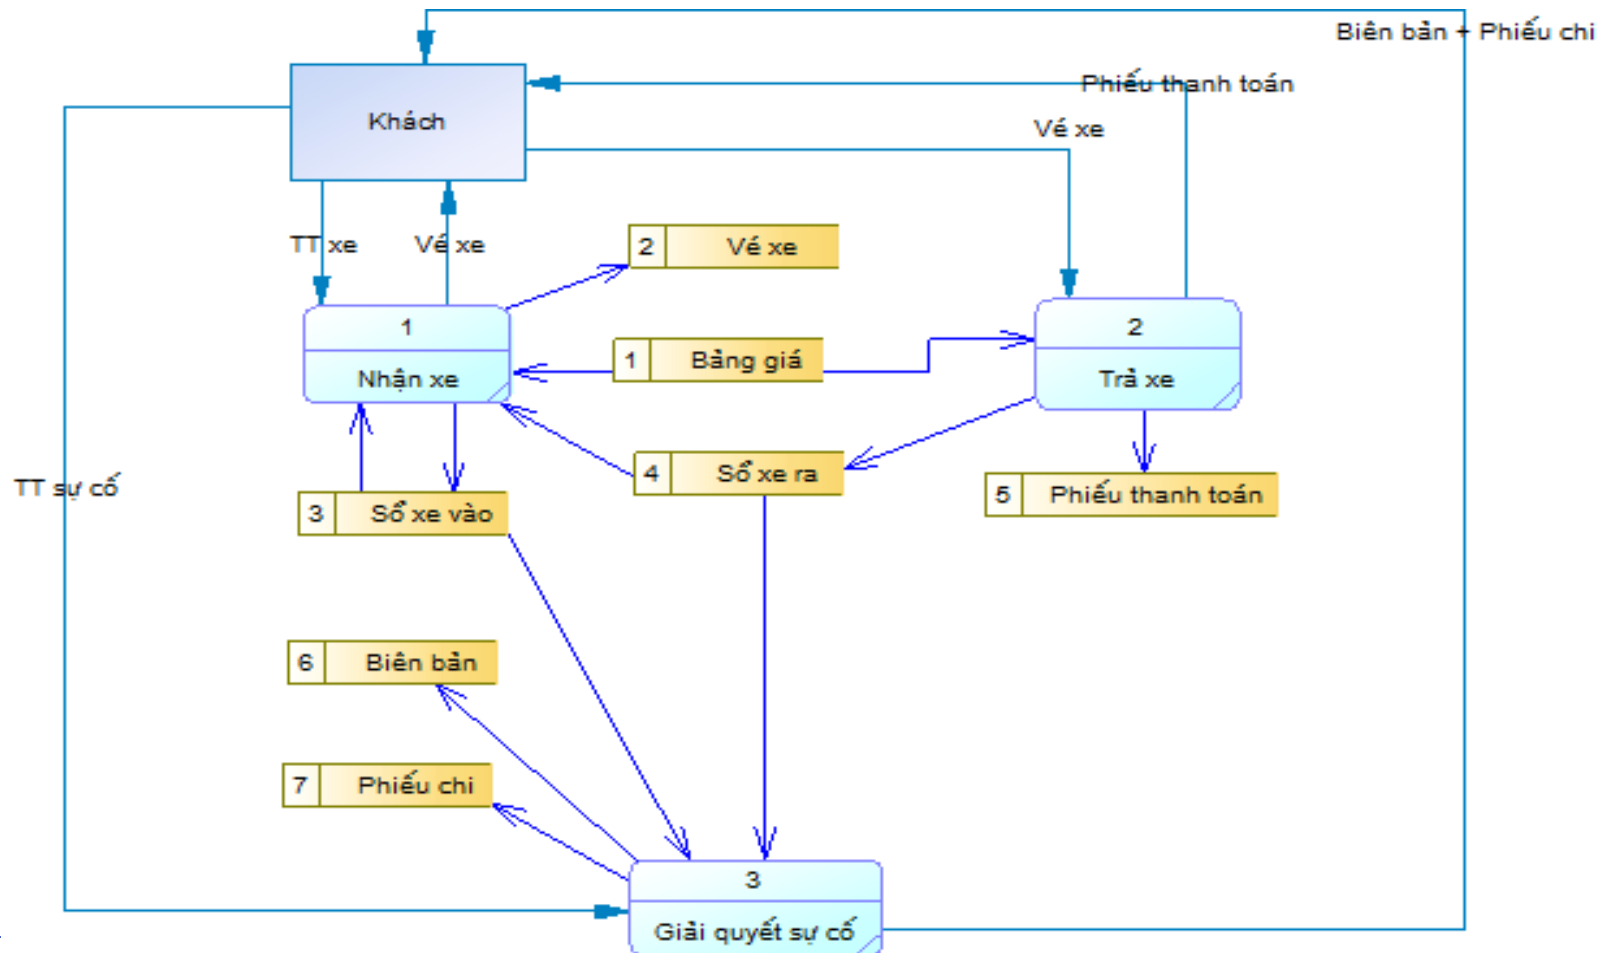 Biên bản + Phiếu chi
Phiếu thanh toán
Khách
Vé xe
TT xe
Vé xe
2 Vé xe
1
Nhận xe
1 Bảng giá
2
Trả xe
TT sự cố
3 Sổ xe vào
4 Sổ xe ra
5 Phiếu thanh toán
6 Biên bản
7 Phiếu chi
3
Giải quyết sự cố